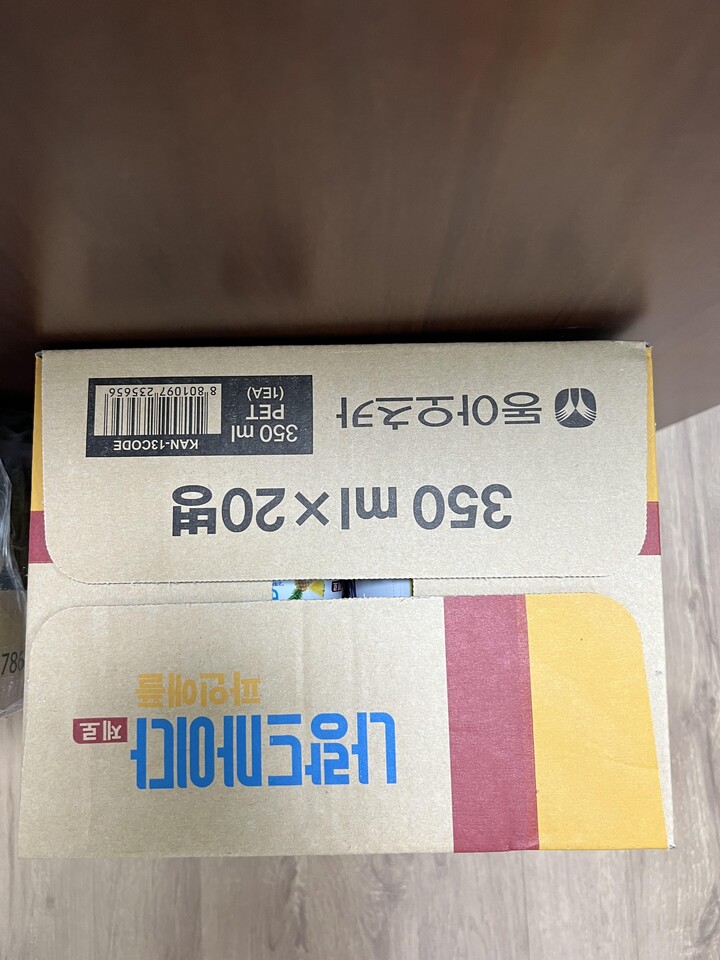 나랑드사이다
제로
파인애플
350 ml×20병
동아오츠카
350 ml
PET
(1EA)
KAN-13CODE
8 801097 235656
786